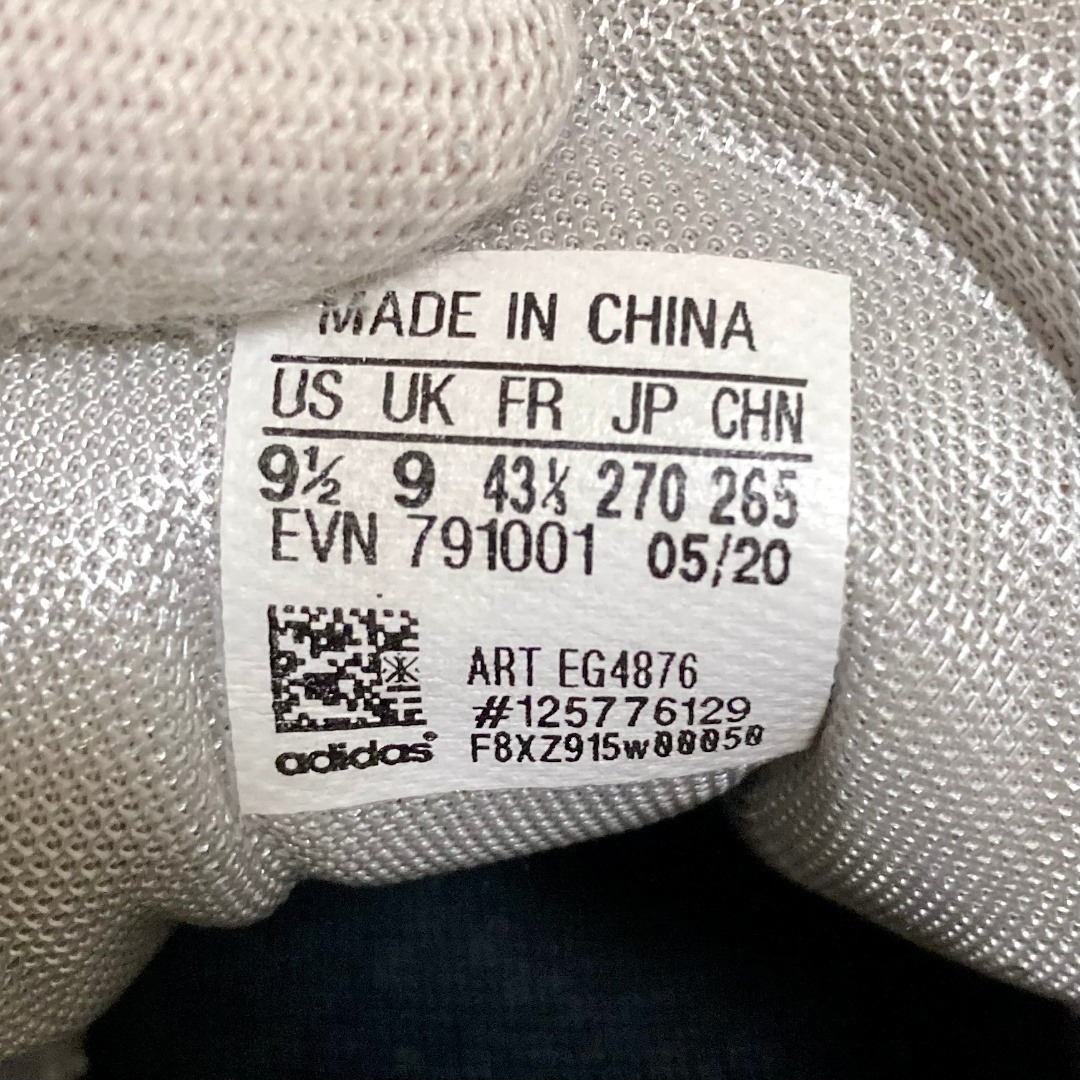 MADE IN CHINA
US UK FR JP CHN
9½ 9 43⅓ 270 265
EVN 791001 05/20
ART EG4876
#125776129
adidas®
F8XZ915w00050